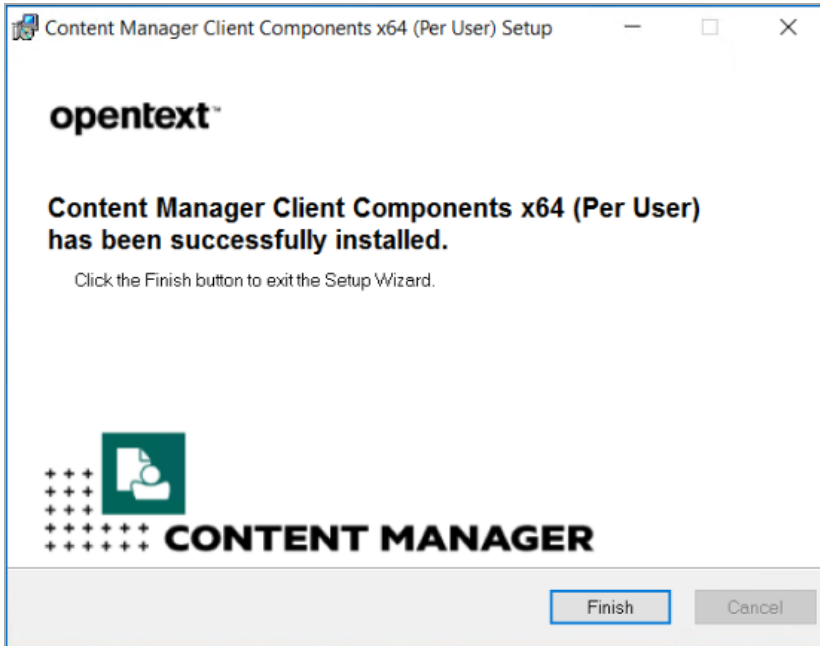 Content Manager Client Components x64 (Per User) Setup
opentext™
Content Manager Client Components x64 (Per User)
has been successfully installed.
Click the Finish button to exit the Setup Wizard.
CONTENT MANAGER
Finish
Cancel